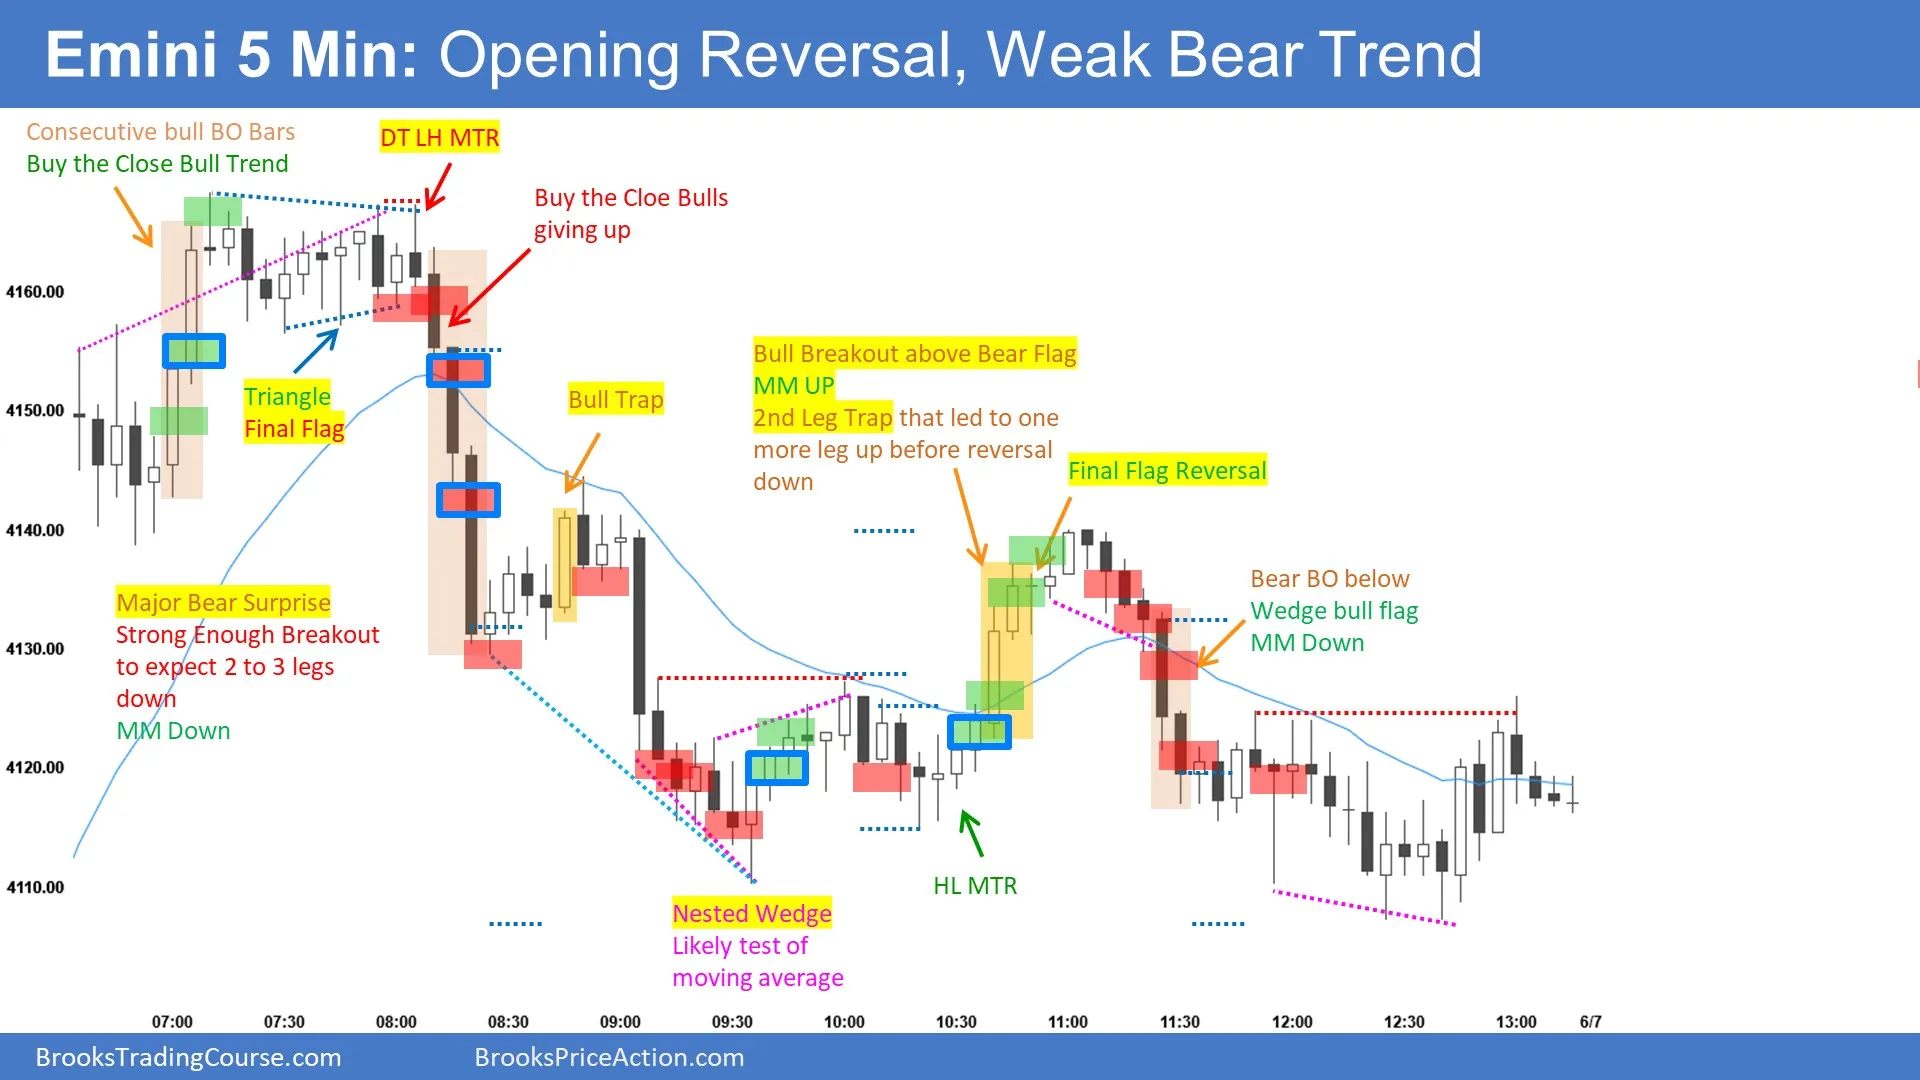 Emini 5 Min: Opening Reversal, Weak Bear Trend
Consecutive bull BO Bars
Buy the Close Bull Trend
DT LH MTR
Buy the Cloe Bulls
giving up
Triangle
Final Flag
Bull Trap
Bull Breakout above Bear Flag
MM UP
2nd Leg Trap that led to one
more leg up before reversal
down
Final Flag Reversal
Major Bear Surprise
Strong Enough Breakout
to expect 2 to 3 legs
down
MM Down
Bear BO below
Wedge bull flag
MM Down
HL MTR
Nested Wedge
Likely test of
moving average
4160.00
4150.00
4140.00
4130.00
4120.00
4110.00
07:00 07:30 08:00 08:30 09:00 09:30 10:00 10:30 11:00 11:30 12:00 12:30 13:00 6/7
BrooksTradingCourse.com
BrooksPriceAction.com